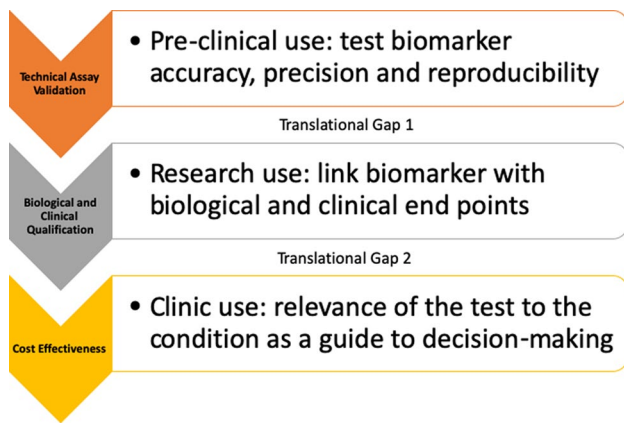 Technical Assay
Validation
• Pre-clinical use: test biomarker
accuracy, precision and reproducibility
Translational Gap 1
Biological and
Clinical
Qualification
• Research use: link biomarker with
biological and clinical end points
Translational Gap 2
Cost Effectiveness
• Clinic use: relevance of the test to the
condition as a guide to decision-making